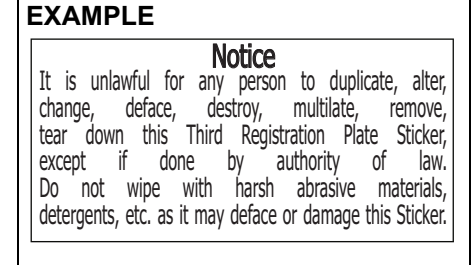 EXAMPLE
Notice
It is unlawful for any person to duplicate, alter,
change, deface, destroy, multilate, remove,
tear down this Third Registration Plate Sticker,
except if done by authority of law.
Do not wipe with harsh abrasive materials,
detergents, etc. as it may deface or damage this Sticker.